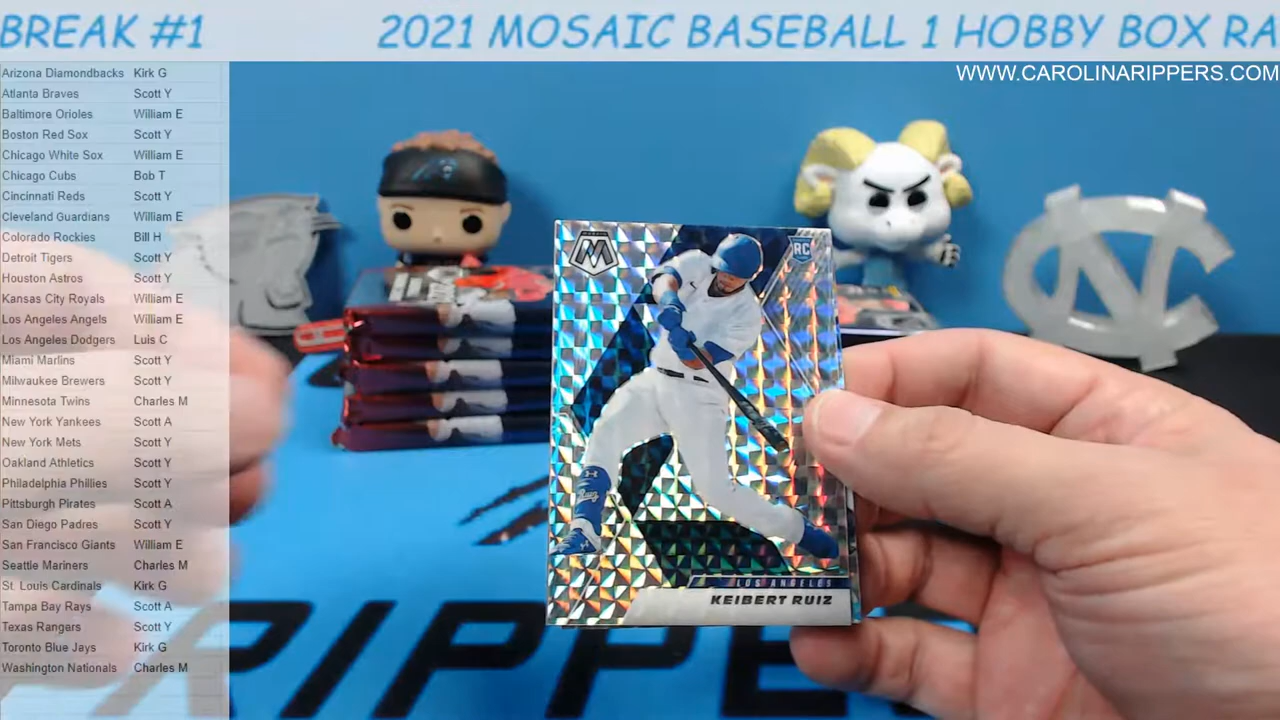 BREAK #1
2021 MOSAIC BASEBALL 1 HOBBY BOX RA
WWW.CAROLINARIPPERS.COM
Arizona Diamondbacks Kirk G
Atlanta Braves Scott Y
Baltimore Orioles William E
Boston Red Sox Scott Y
Chicago White Sox William E
Chicago Cubs Bob T
Cincinnati Reds Scott Y
Cleveland Guardians William E
Colorado Rockies Bill H
Detroit Tigers Scott Y
Houston Astros Scott Y
Kansas City Royals William E
Los Angeles Angels William E
Los Angeles Dodgers Luis C
Miami Marlins Scott Y
Milwaukee Brewers Scott Y
Minnesota Twins Charles M
New York Yankees Scott A
New York Mets Scott Y
Oakland Athletics Scott Y
Philadelphia Phillies Scott Y
Pittsburgh Pirates Scott A
San Diego Padres Scott Y
San Francisco Giants William E
Seattle Mariners Charles M
St. Louis Cardinals Kirk G
Tampa Bay Rays Scott A
Texas Rangers Scott Y
Toronto Blue Jays Kirk G
Washington Nationals Charles M
M
RC
LOS ANGELES
KEIBERT RUIZ
RIPPE